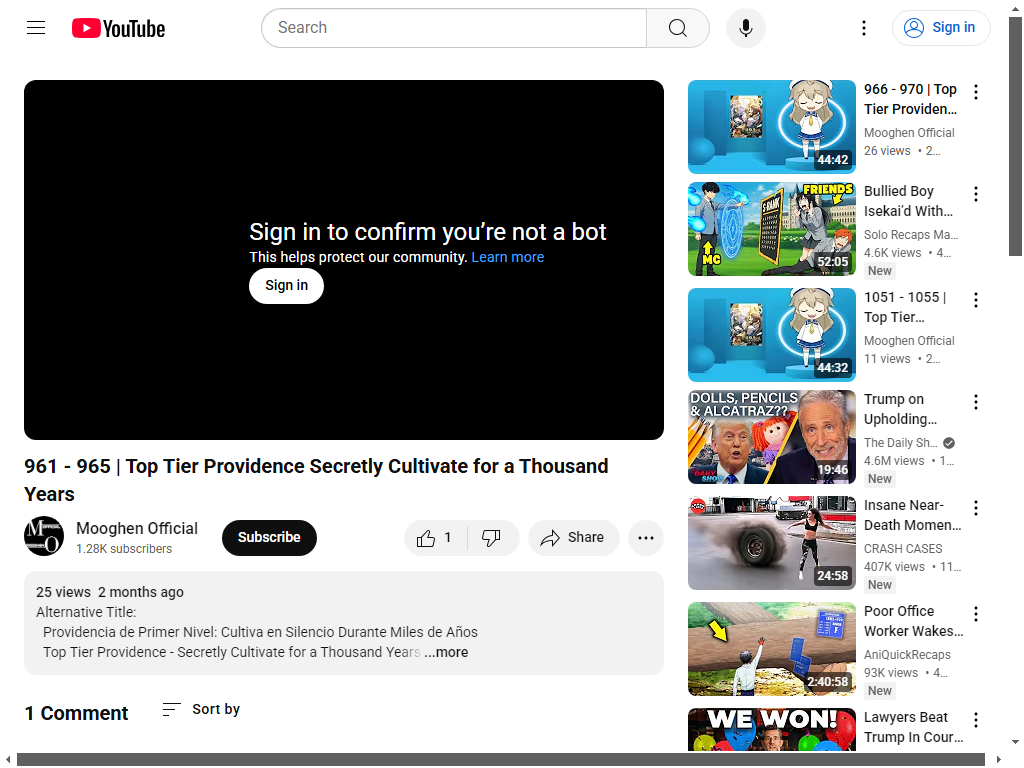 YouTube
Search
Sign in
Sign in to confirm you’re not a bot
This helps protect our community. Learn more
Sign in
961 - 965 | Top Tier Providence Secretly Cultivate for a Thousand
Years
Mooghen Official
1.28K subscribers
Subscribe
1
Share
25 views 2 months ago
Alternative Title:
Providencia de Primer Nivel: Cultiva en Silencio Durante Miles de Años
Top Tier Providence - Secretly Cultivate for a Thousand Years ...more
1 Comment
Sort by
44:42
966 - 970 | Top
Tier Providen...
Mooghen Official
26 views • 2...
FRIENDS
S-RANK
MC
52:05
Bullied Boy
Isekai’d With...
Solo Recaps Ma...
4.6K views • 4...
New
44:32
1051 - 1055 |
Top Tier...
Mooghen Official
11 views • 2...
DOLLS, PENCILS
& ALCATRAZ??
DAILY
SHOW
19:46
Trump on
Upholding...
The Daily Sh...
4.6M views • 1...
New
24:58
Insane Near-
Death Momen...
CRASH CASES
407K views • 11...
New
2:40:58
Poor Office
Worker Wakes...
AniQuickRecaps
93K views • 4...
New
WE WON!
Lawyers Beat
Trump In Cour...